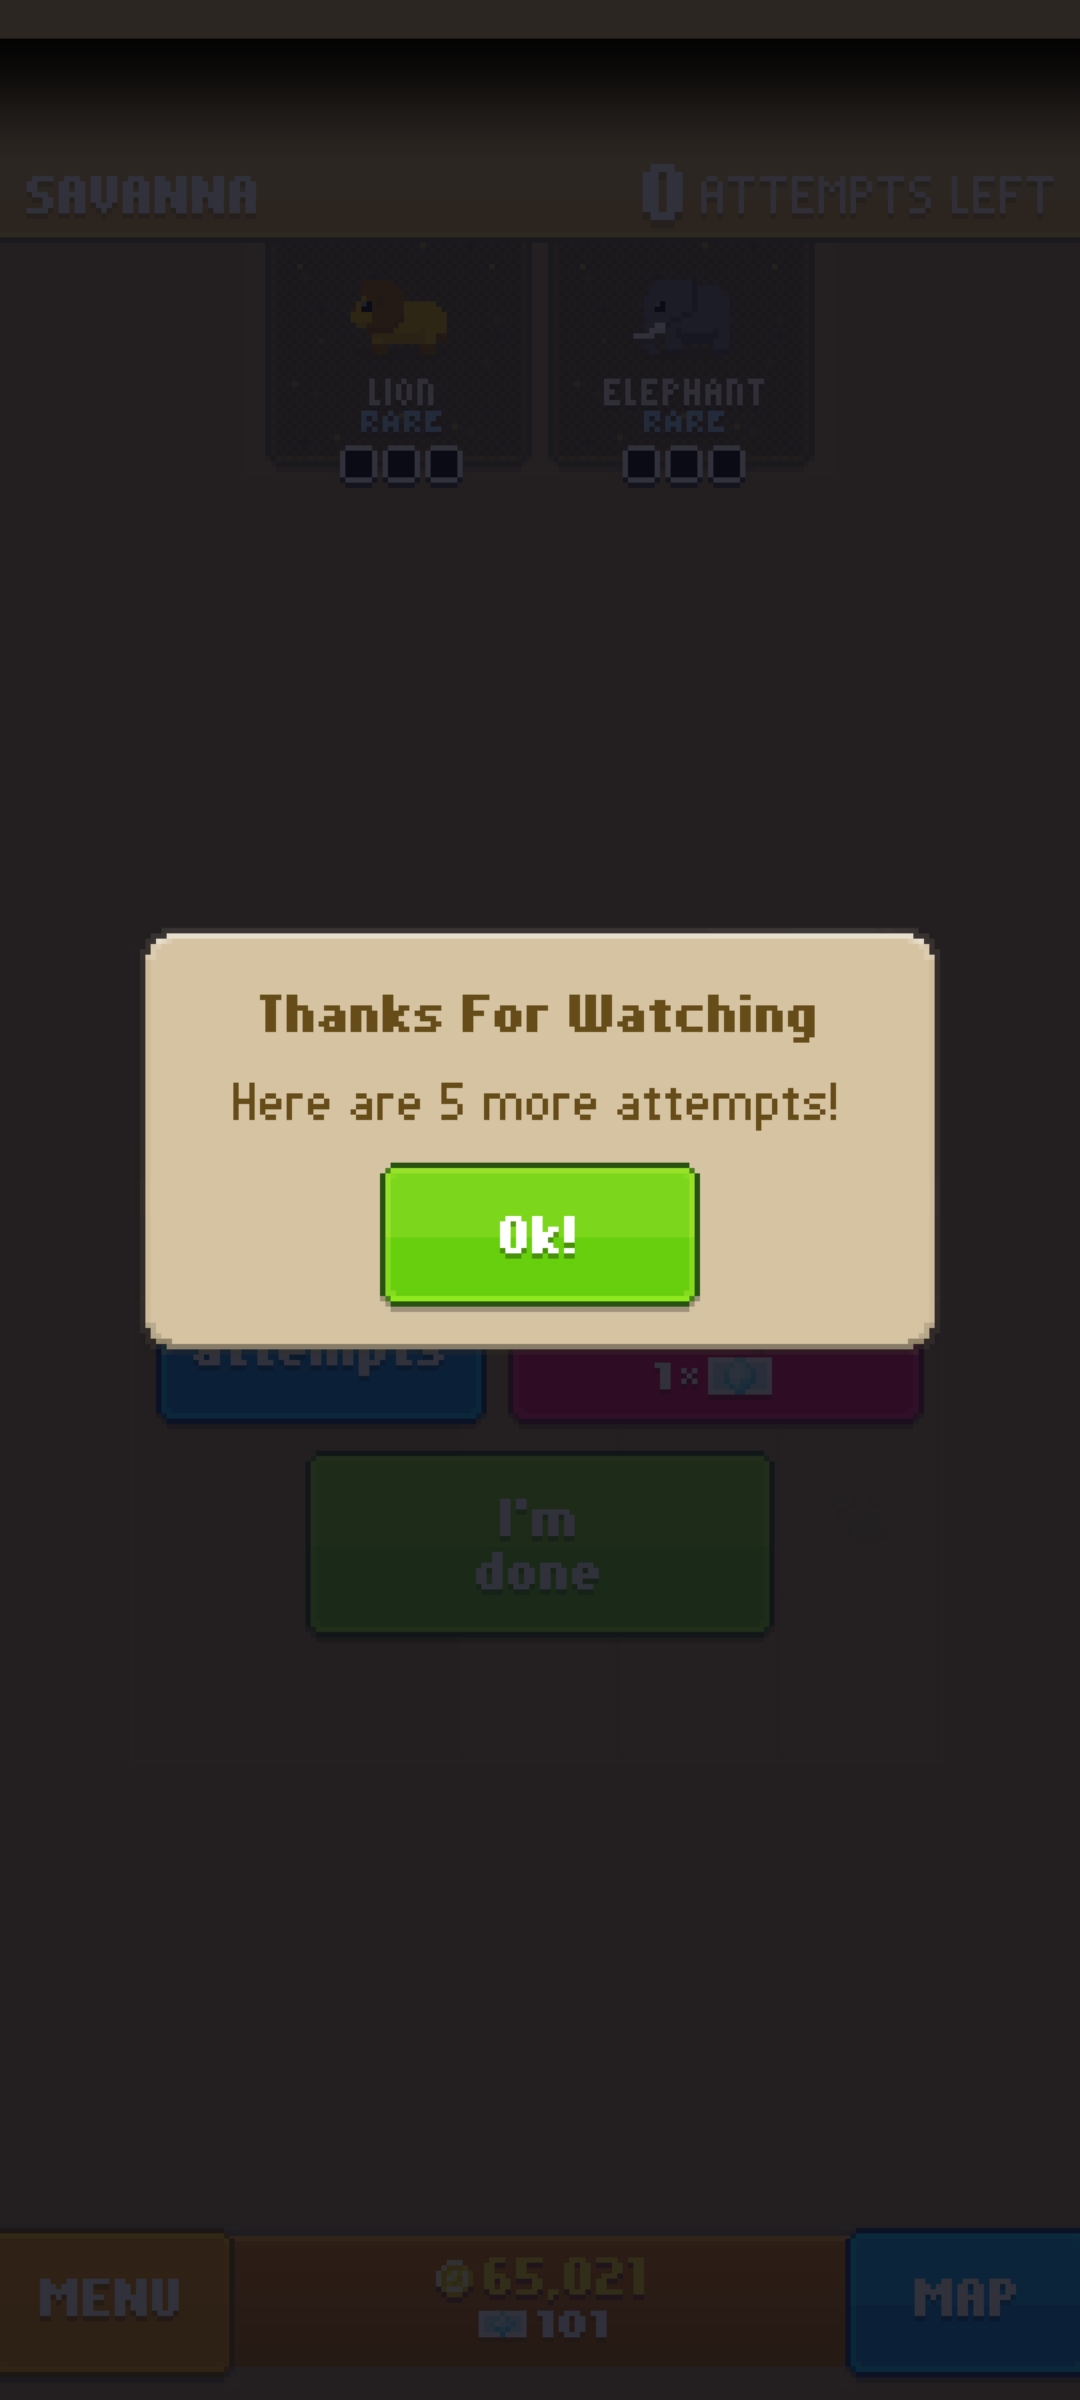 SAVANNA
0 ATTEMPTS LEFT
LION
RARE
ELEPHANT
RARE
Thanks For Watching
Here are 5 more attempts!
Ok!
attempts
1×
I'm
done
MENU
65,021
101
MAP